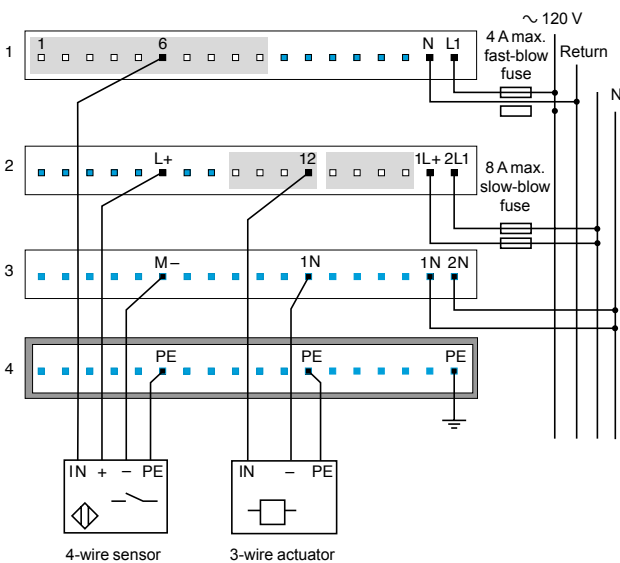 ∼ 120 V
4 A max.
fast-blow
fuse
Return
N
1
1
6
N L1
2
L+
12
1L+ 2L1
8 A max.
slow-blow
fuse
3
M−
1N
1N 2N
4
PE
PE
PE
IN + − PE
IN − PE
4-wire sensor
3-wire actuator